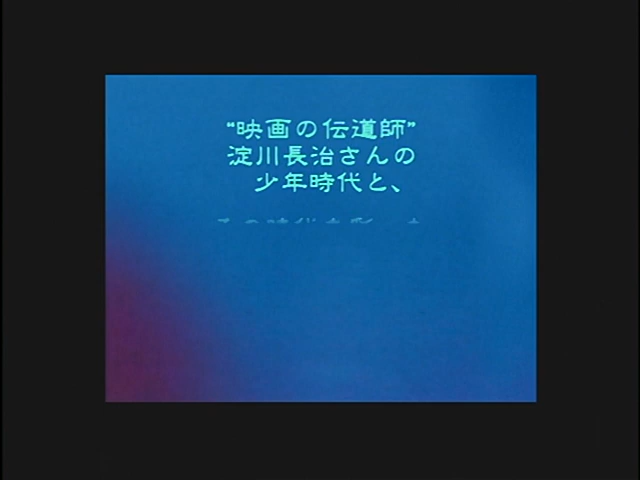 “映画の伝道師”
淀川長治さんの
少年時代と、